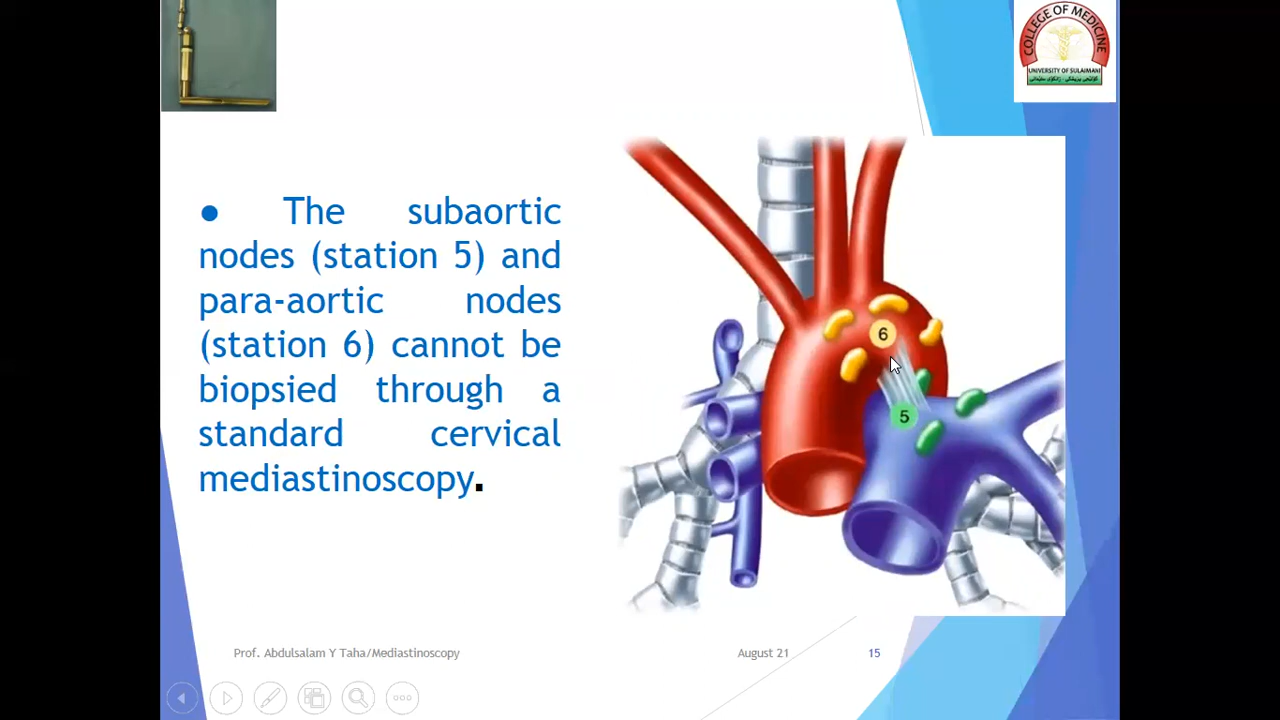 COLLEGE OF MEDICINE
UNIVERSITY OF SULAIMANI
● The subaortic
nodes (station 5) and
para-aortic nodes
(station 6) cannot be
biopsied through a
standard cervical
mediastinoscopy.
6
5
Prof. Abdulsalam Y Taha/Mediastinoscopy
August 21
15